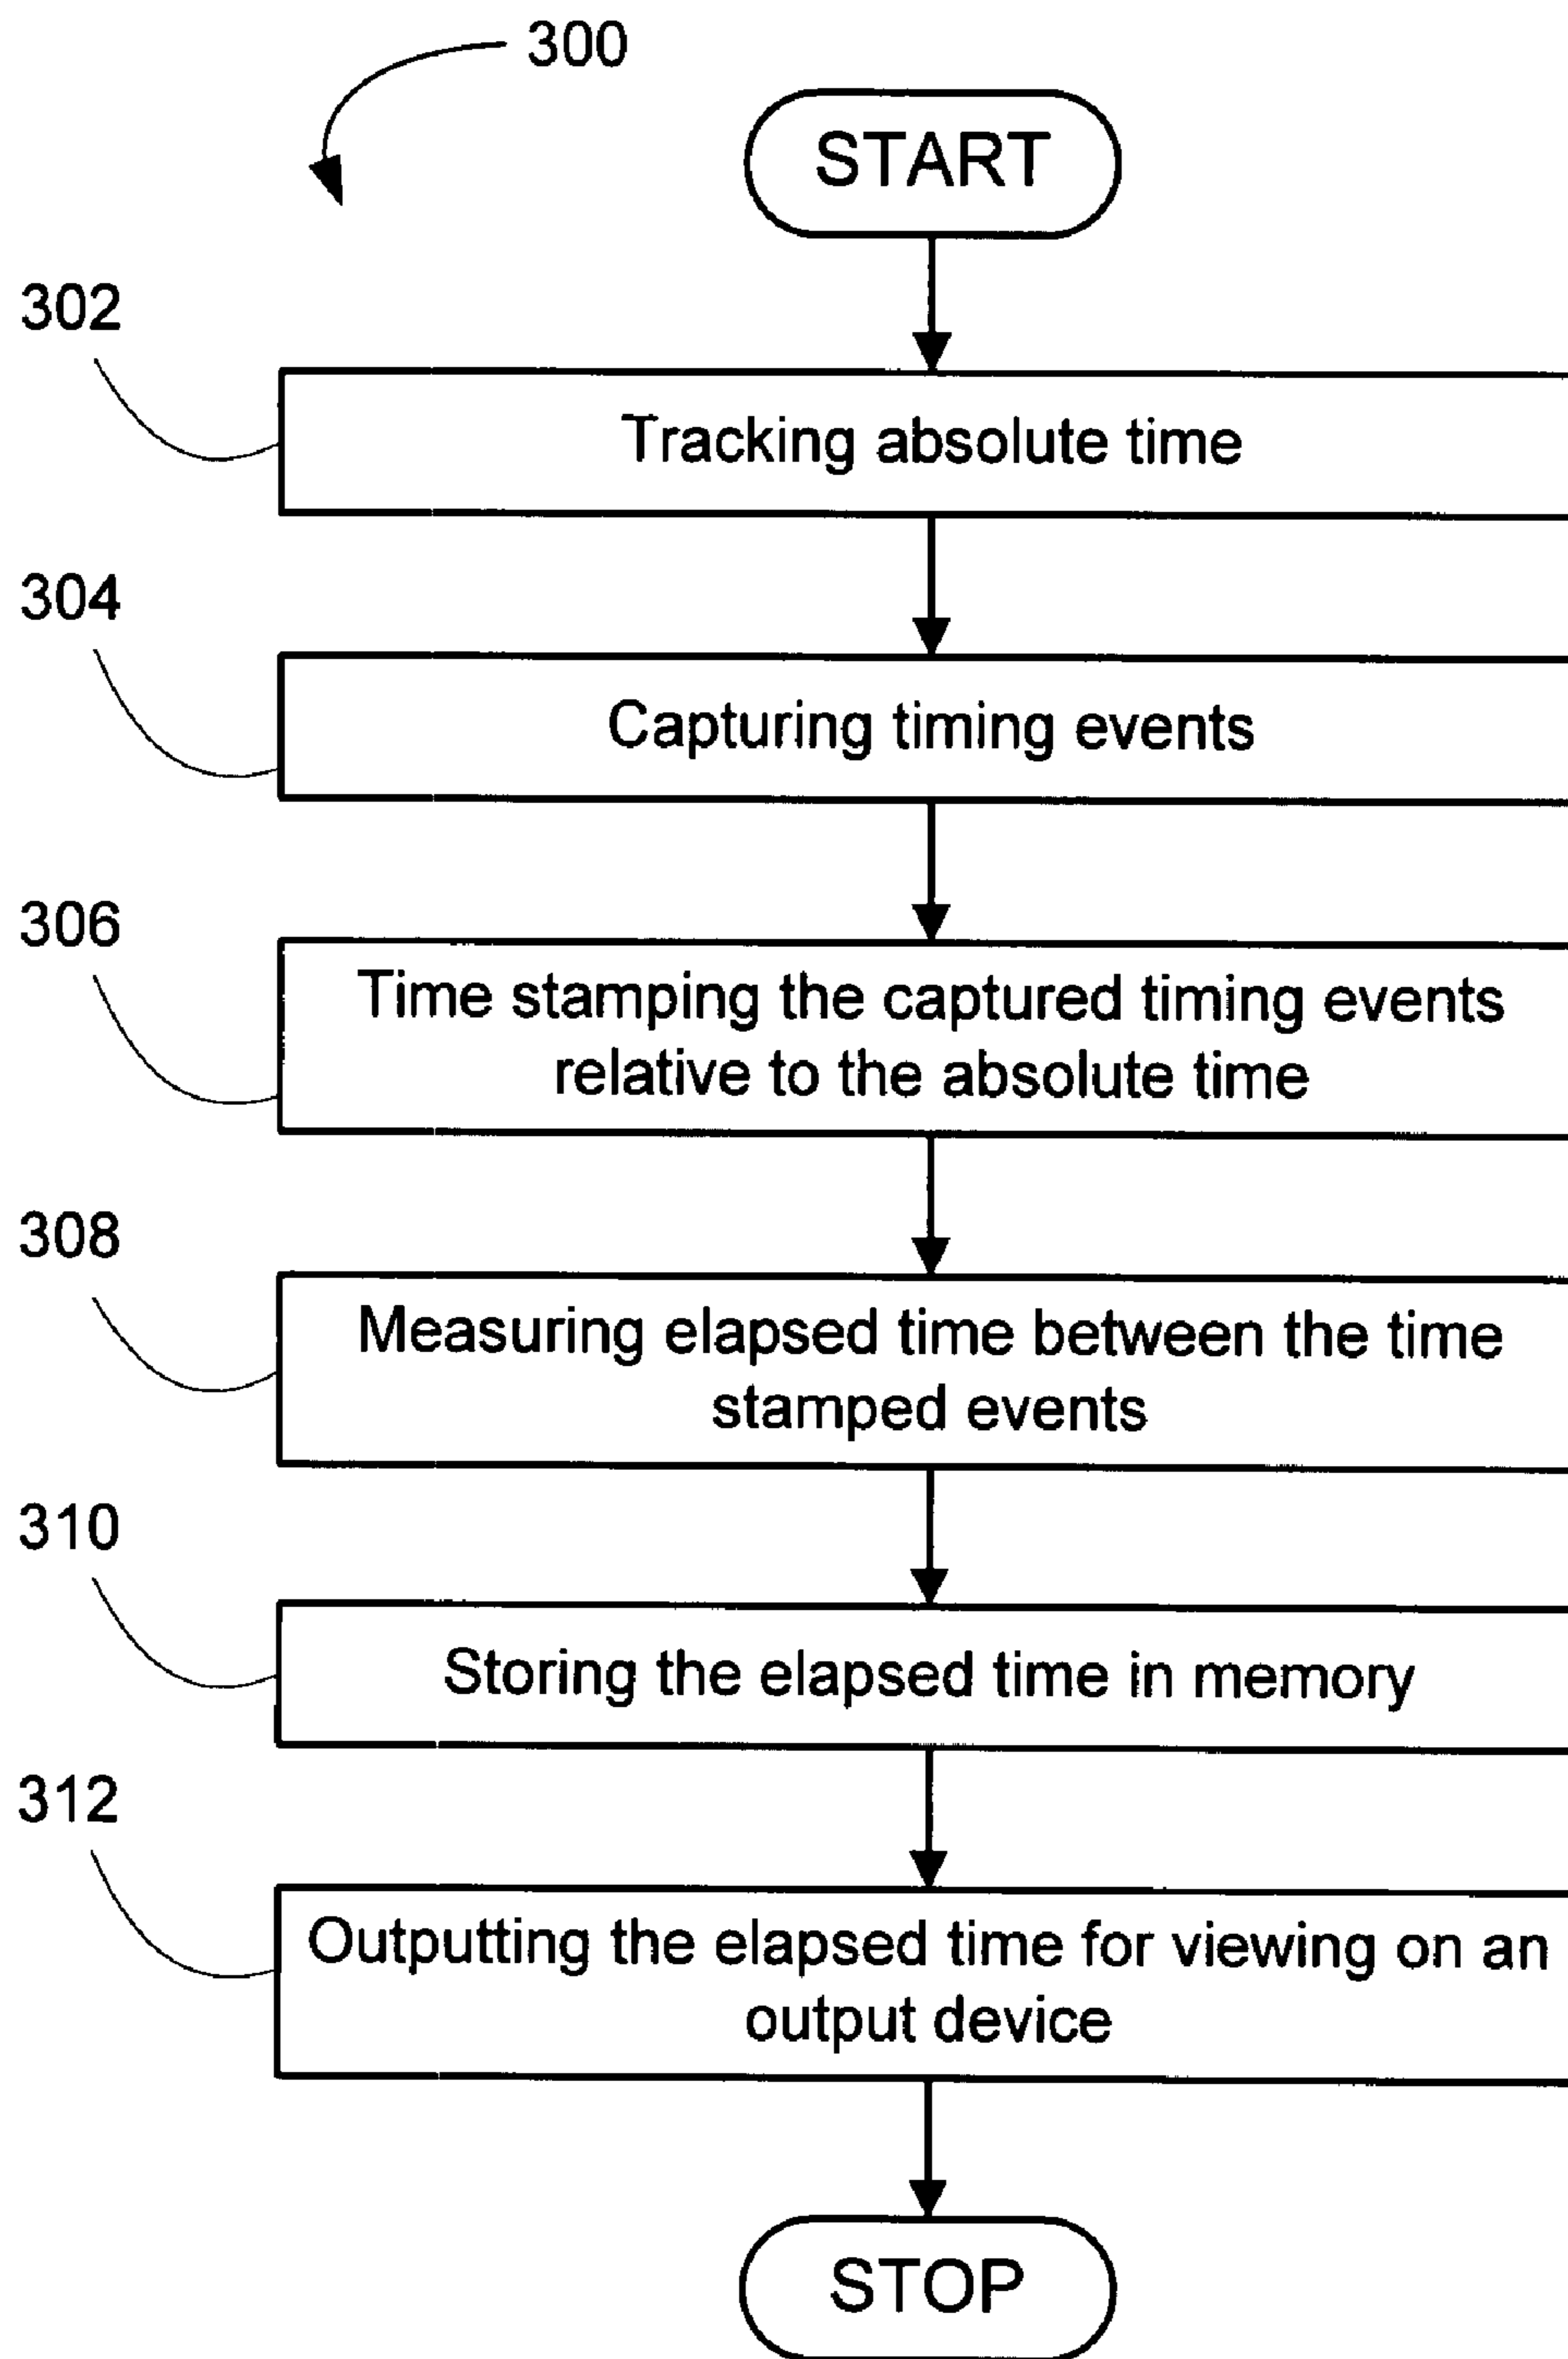 300
START
302
Tracking absolute time
304
Capturing timing events
306
Time stamping the captured timing events
relative to the absolute time
308
Measuring elapsed time between the time
stamped events
310
Storing the elapsed time in memory
312
Outputting the elapsed time for viewing on an
output device
STOP